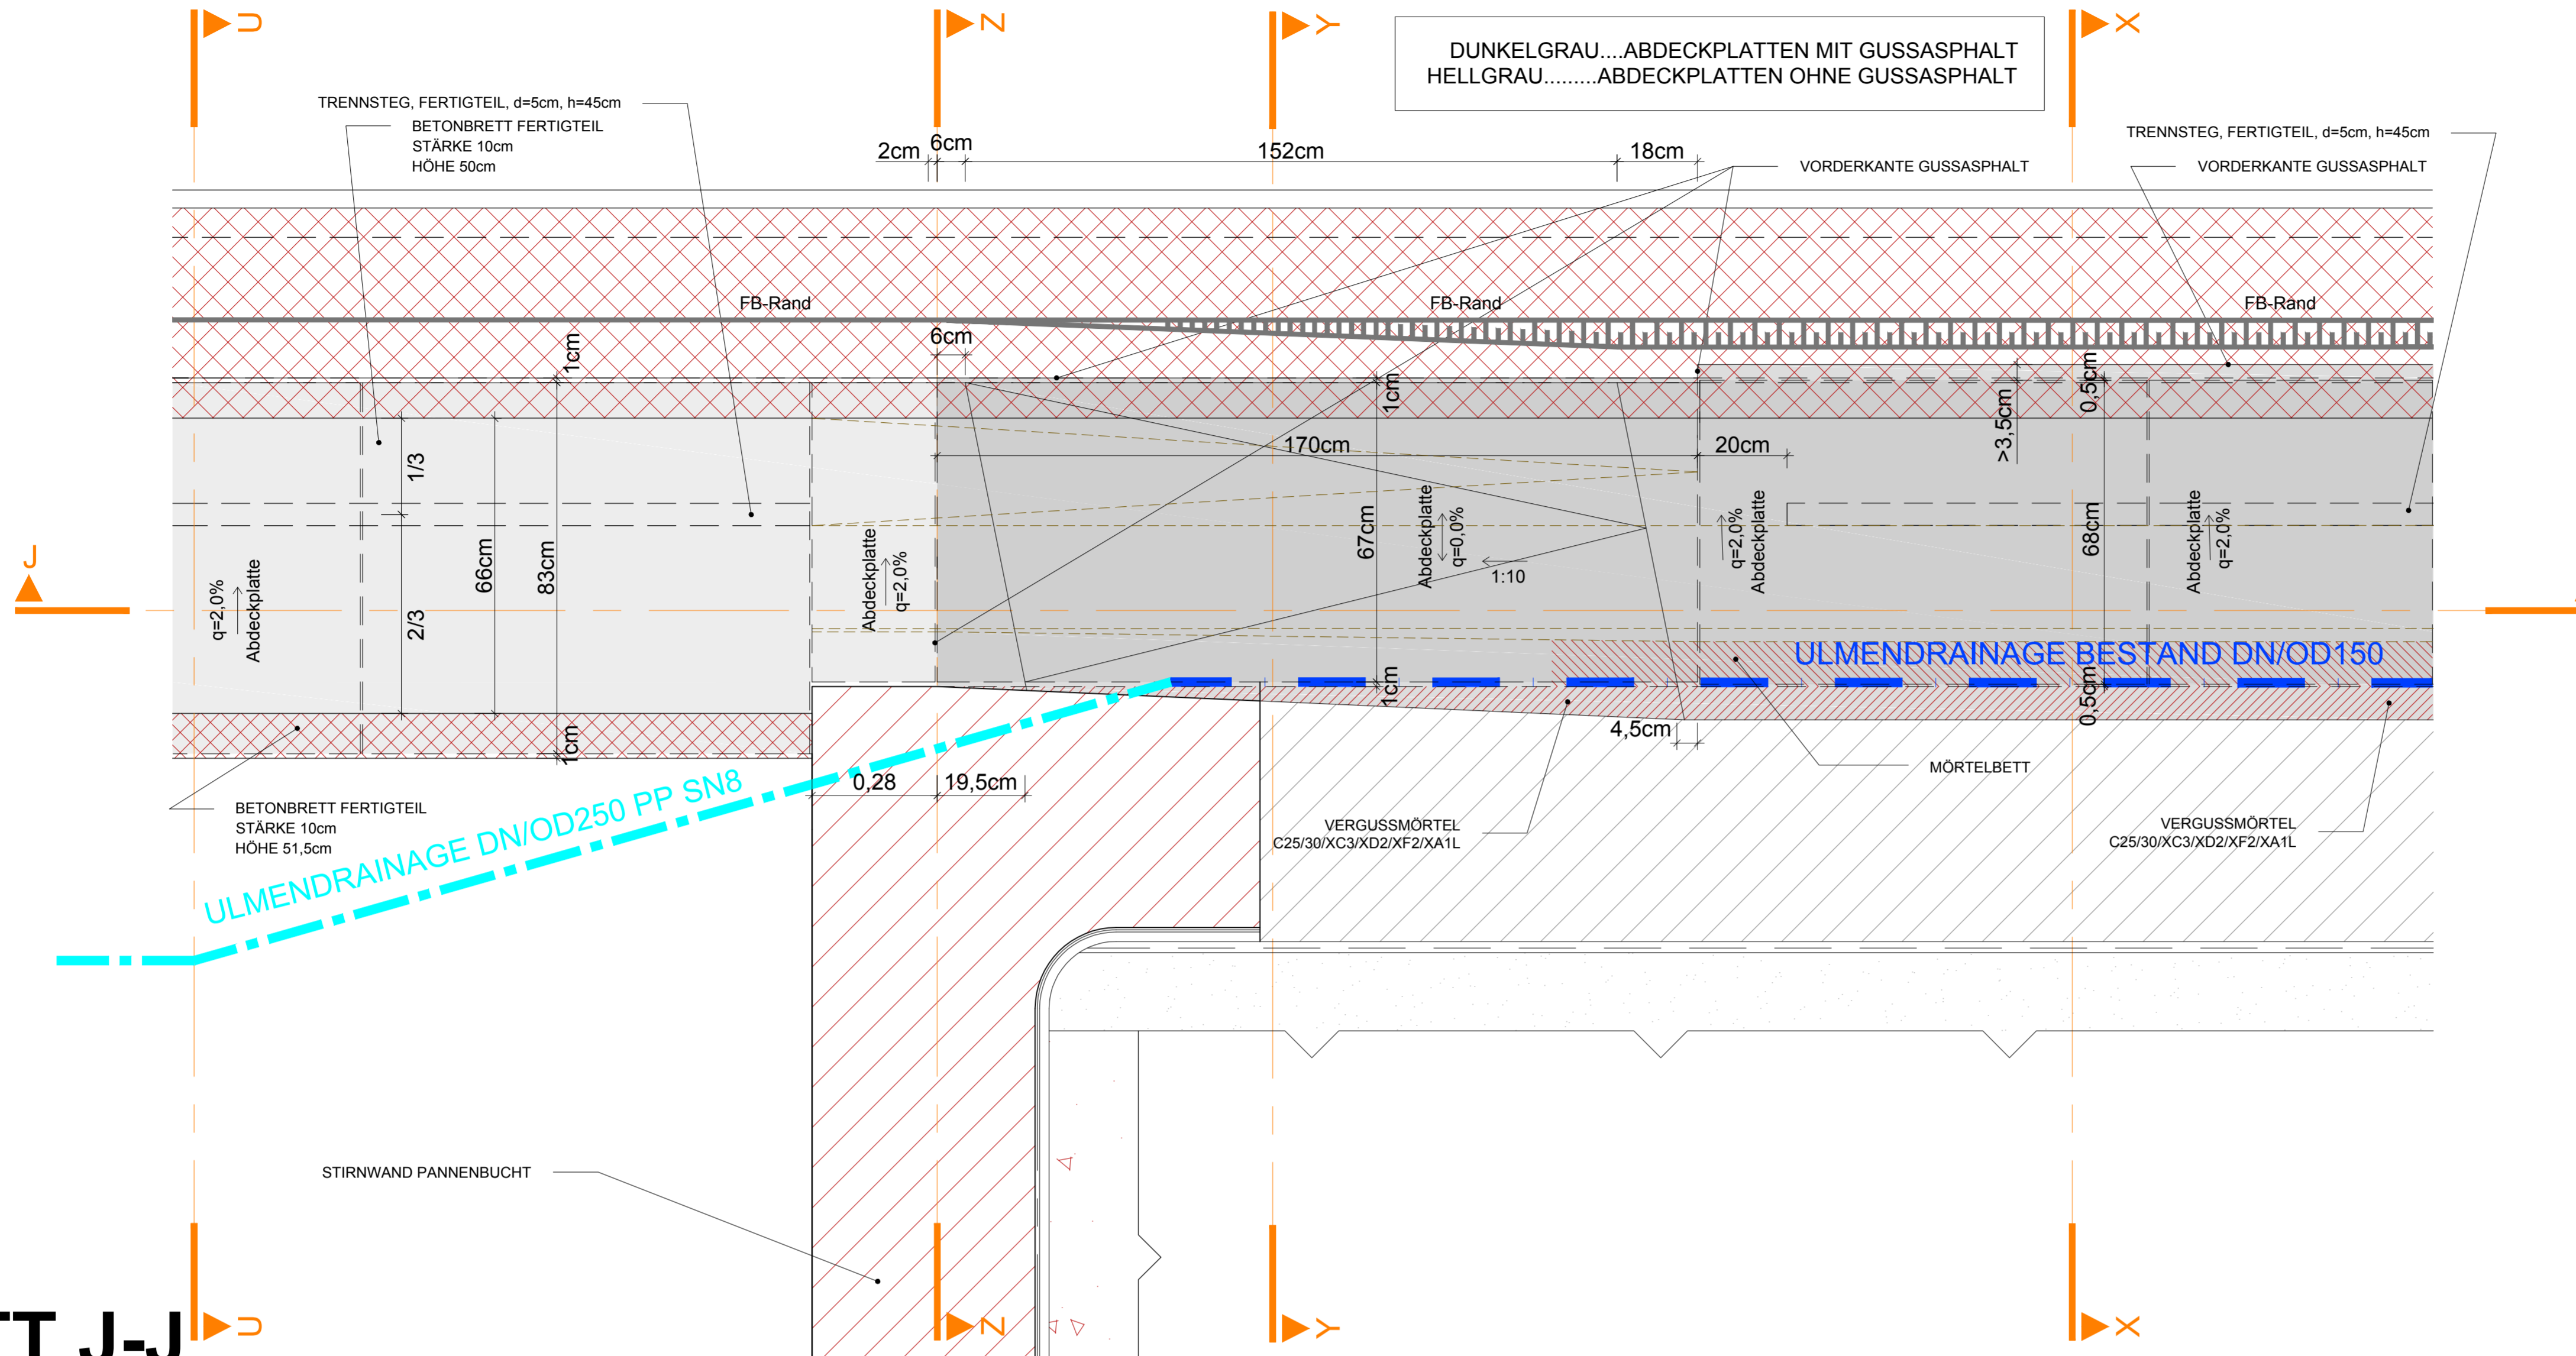 U
Z
Y
X
DUNKELGRAU....ABDECKPLATTEN MIT GUSSASPHALT
HELLGRAU.........ABDECKPLATTEN OHNE GUSSASPHALT
TRENNSTEG, FERTIGTEIL, d=5cm, h=45cm
BETONBRETT FERTIGTEIL
STÄRKE 10cm
HÖHE 50cm
2cm
6cm
152cm
18cm
VORDERKANTE GUSSASPHALT
TRENNSTEG, FERTIGTEIL, d=5cm, h=45cm
VORDERKANTE GUSSASPHALT
FB-Rand
FB-Rand
FB-Rand
1cm
6cm
1cm
>3,5cm
0,5cm
170cm
20cm
1/3
2/3
66cm
83cm
67cm
68cm
J
q=2,0%
Abdeckplatte
Abdeckplatte
q=2,0%
Abdeckplatte
q=0,0%
1:10
q=2,0%
Abdeckplatte
Abdeckplatte
q=2,0%
ULMENDRAINAGE BESTAND DN/OD150
1cm
1cm
0,5cm
4,5cm
0,28
19,5cm
MÖRTELBETT
BETONBRETT FERTIGTEIL
STÄRKE 10cm
HÖHE 51,5cm
ULMENDRAINAGE DN/OD250 PP SN8
VERGUSSMÖRTEL
C25/30/XC3/XD2/XF2/XA1L
VERGUSSMÖRTEL
C25/30/XC3/XD2/XF2/XA1L
STIRNWAND PANNENBUCHT
TT J-J
U
Z
Y
X